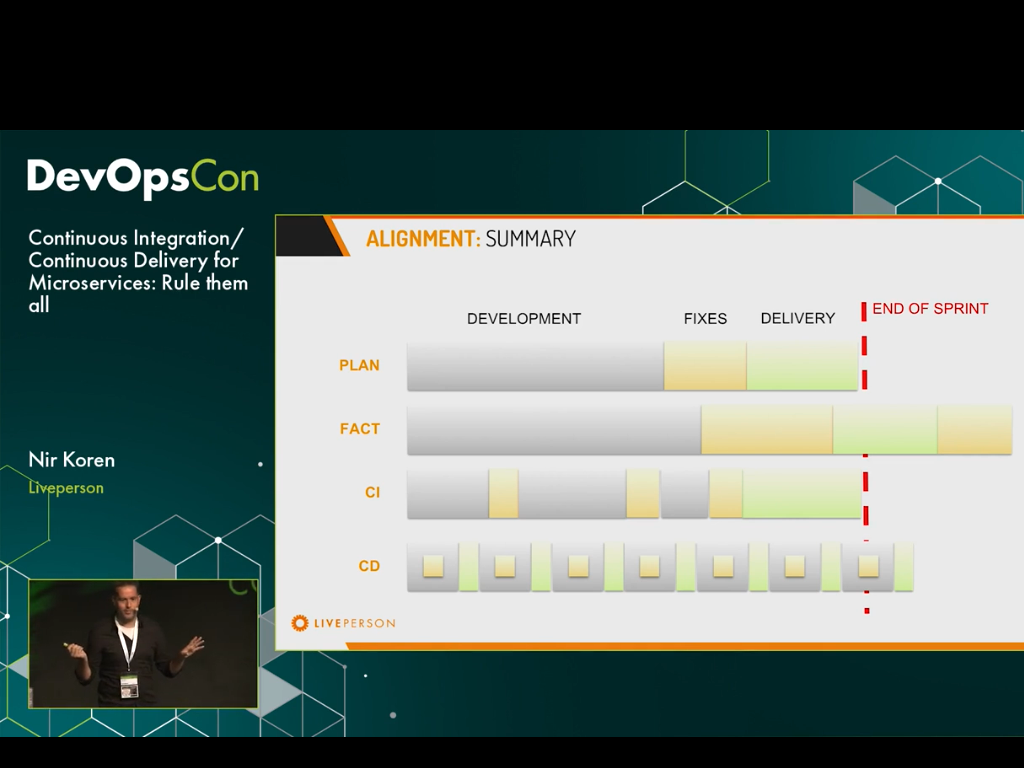 DevOpsCon
Continuous Integration/
Continuous Delivery for
Microservices: Rule them
all
Nir Koren
Liveperson
ALIGNMENT: SUMMARY
DEVELOPMENT
FIXES
DELIVERY
END OF SPRINT
PLAN
FACT
CI
CD
LIVEPERSON